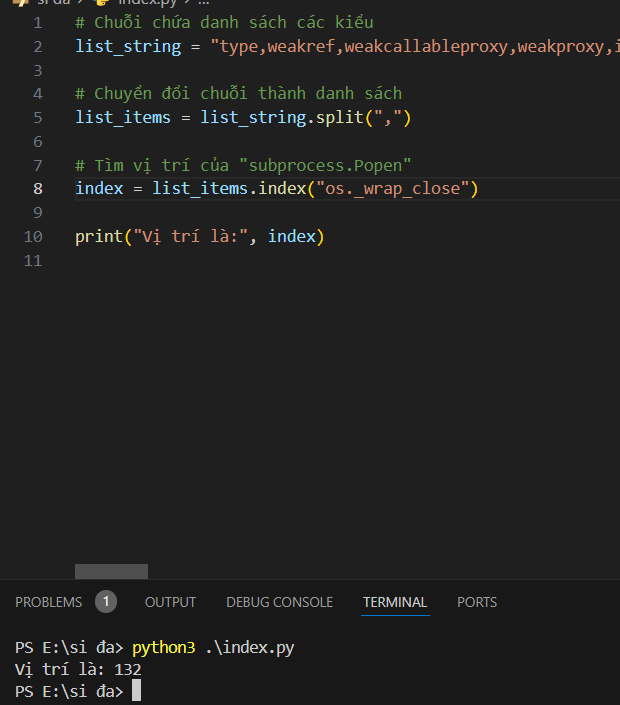 si đa > index.py > ...
1 # Chuỗi chứa danh sách các kiểu
2 list_string = "type,weakref,weakcallableproxy,weakproxy,i
3
4 # Chuyển đổi chuỗi thành danh sách
5 list_items = list_string.split(",")
6
7 # Tìm vị trí của "subprocess.Popen"
8 index = list_items.index("os._wrap_close")
9
10 print("Vị trí là:", index)
11
PROBLEMS 1 OUTPUT DEBUG CONSOLE TERMINAL PORTS
PS E:\si đa> python3 .\index.py
Vị trí là: 132
PS E:\si đa>